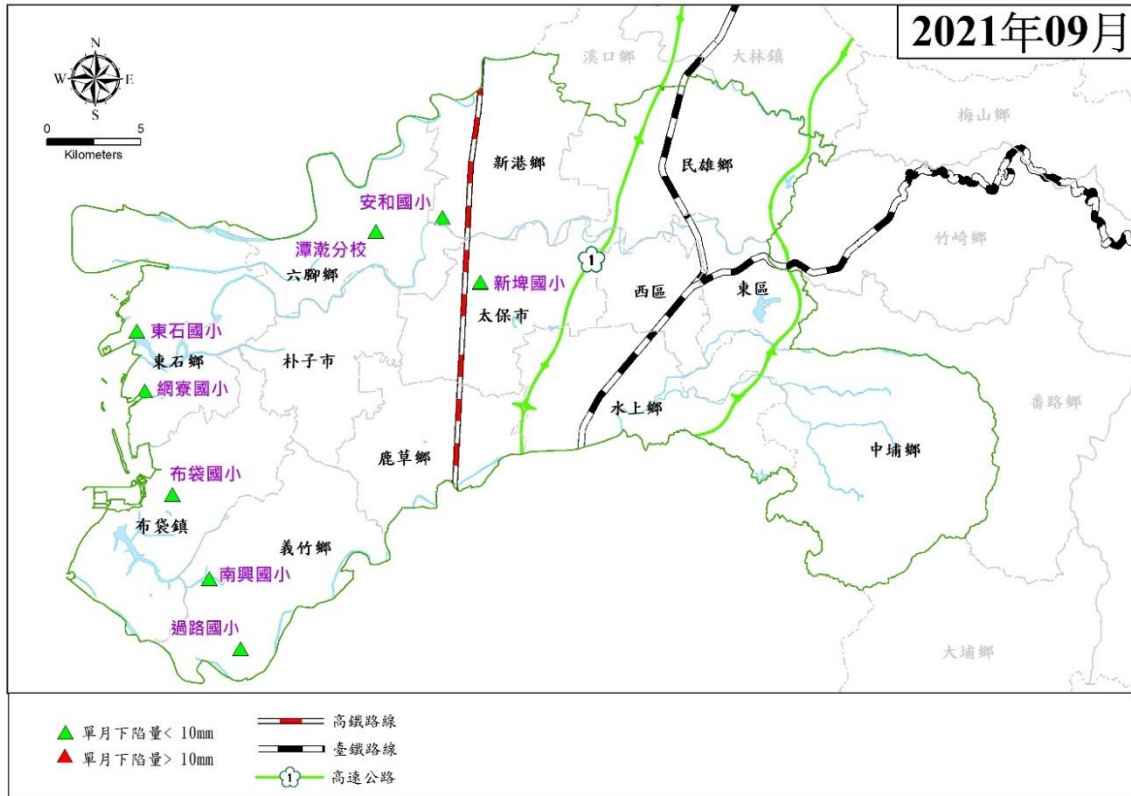 2021年09月
N
W
E
S
0
5
Kilometers
溪口鄉
大林鎮
梅山鄉
新港鄉
民雄鄉
安和國小
潭漧分校
竹崎鄉
六腳鄉
新埤國小
1
西區
東區
太保市
東石國小
東石鄉
朴子市
網寮國小
水上鄉
番路鄉
鹿草鄉
中埔鄉
布袋國小
布袋鎮
義竹鄉
南興國小
過路國小
大埔鄉
單月下陷量< 10mm
單月下陷量> 10mm
高鐵路線
臺鐵路線
1
高速公路